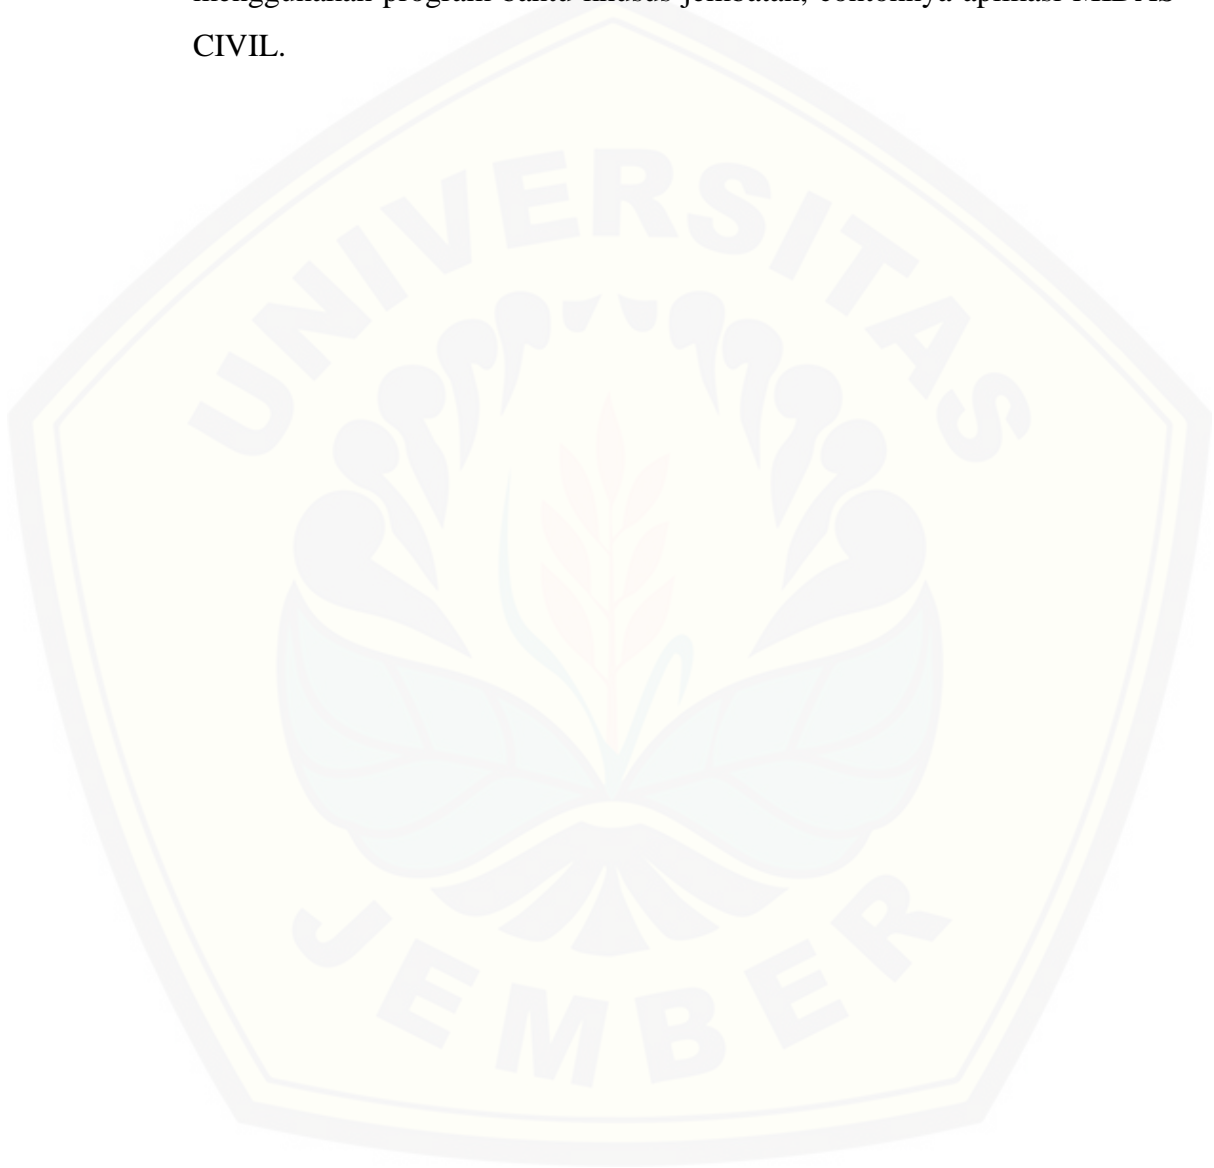 menggunakan program bantu khusus jembatan, contohnya aplikasi MIDAS
CIVIL.
UNIVERSITAS
JEMBER